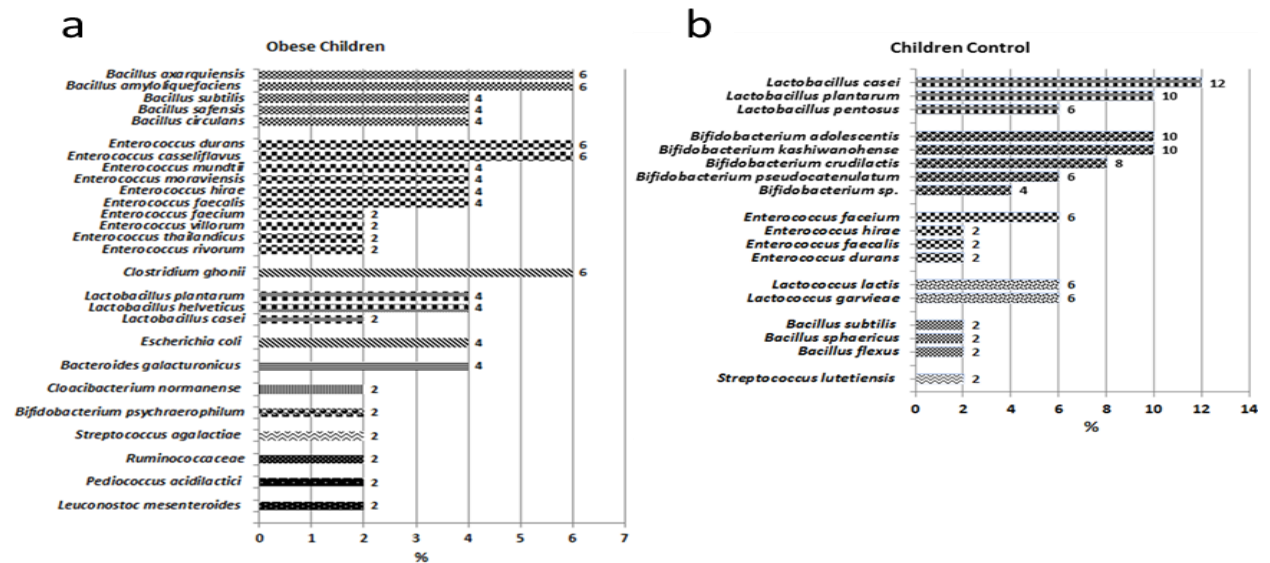 a
Obese Children
Bacillus axarquiensis 6
Bacillus amyloliquefaciens 6
Bacillus subtilis 4
Bacillus safensis 4
Bacillus circulans 4
Enterococcus durans 6
Enterococcus casseliflavus 6
Enterococcus mundtii 4
Enterococcus moraviensis 4
Enterococcus hirae 4
Enterococcus faecalis 4
Enterococcus faecium 2
Enterococcus villorum 2
Enterococcus thailandicus 2
Enterococcus rivorum 2
Clostridium ghonii 6
Lactobacillus plantarum 4
Lactobacillus helveticus 4
Lactobacillus casei 2
Escherichia coli 4
Bacteroides galacturonicus 4
Cloacibacterium normanense 2
Bifidobacterium psychraerophilum 2
Streptococcus agalactiae 2
Ruminococcaceae 2
Pediococcus acidilactici 2
Leuconostoc mesenteroides 2
0 1 2 3 4 5 6 7
%
b
Children Control
Lactobacillus casei 12
Lactobacillus plantarum 10
Lactobacillus pentosus 6
Bifidobacterium adolescentis 10
Bifidobacterium kashiwanohense 10
Bifidobacterium crudilactis 8
Bifidobacterium pseudocatenulatum 6
Bifidobacterium sp. 4
Enterococcus faceium 6
Enterococcus hirae 2
Enterococcus faecalis 2
Enterococcus durans 2
Lactococcus lactis 6
Lactococcus garvieae 6
Bacillus subtilis 2
Bacillus sphaericus 2
Bacillus flexus 2
Streptococcus lutetiensis 2
0 2 4 6 8 10 12 14
%